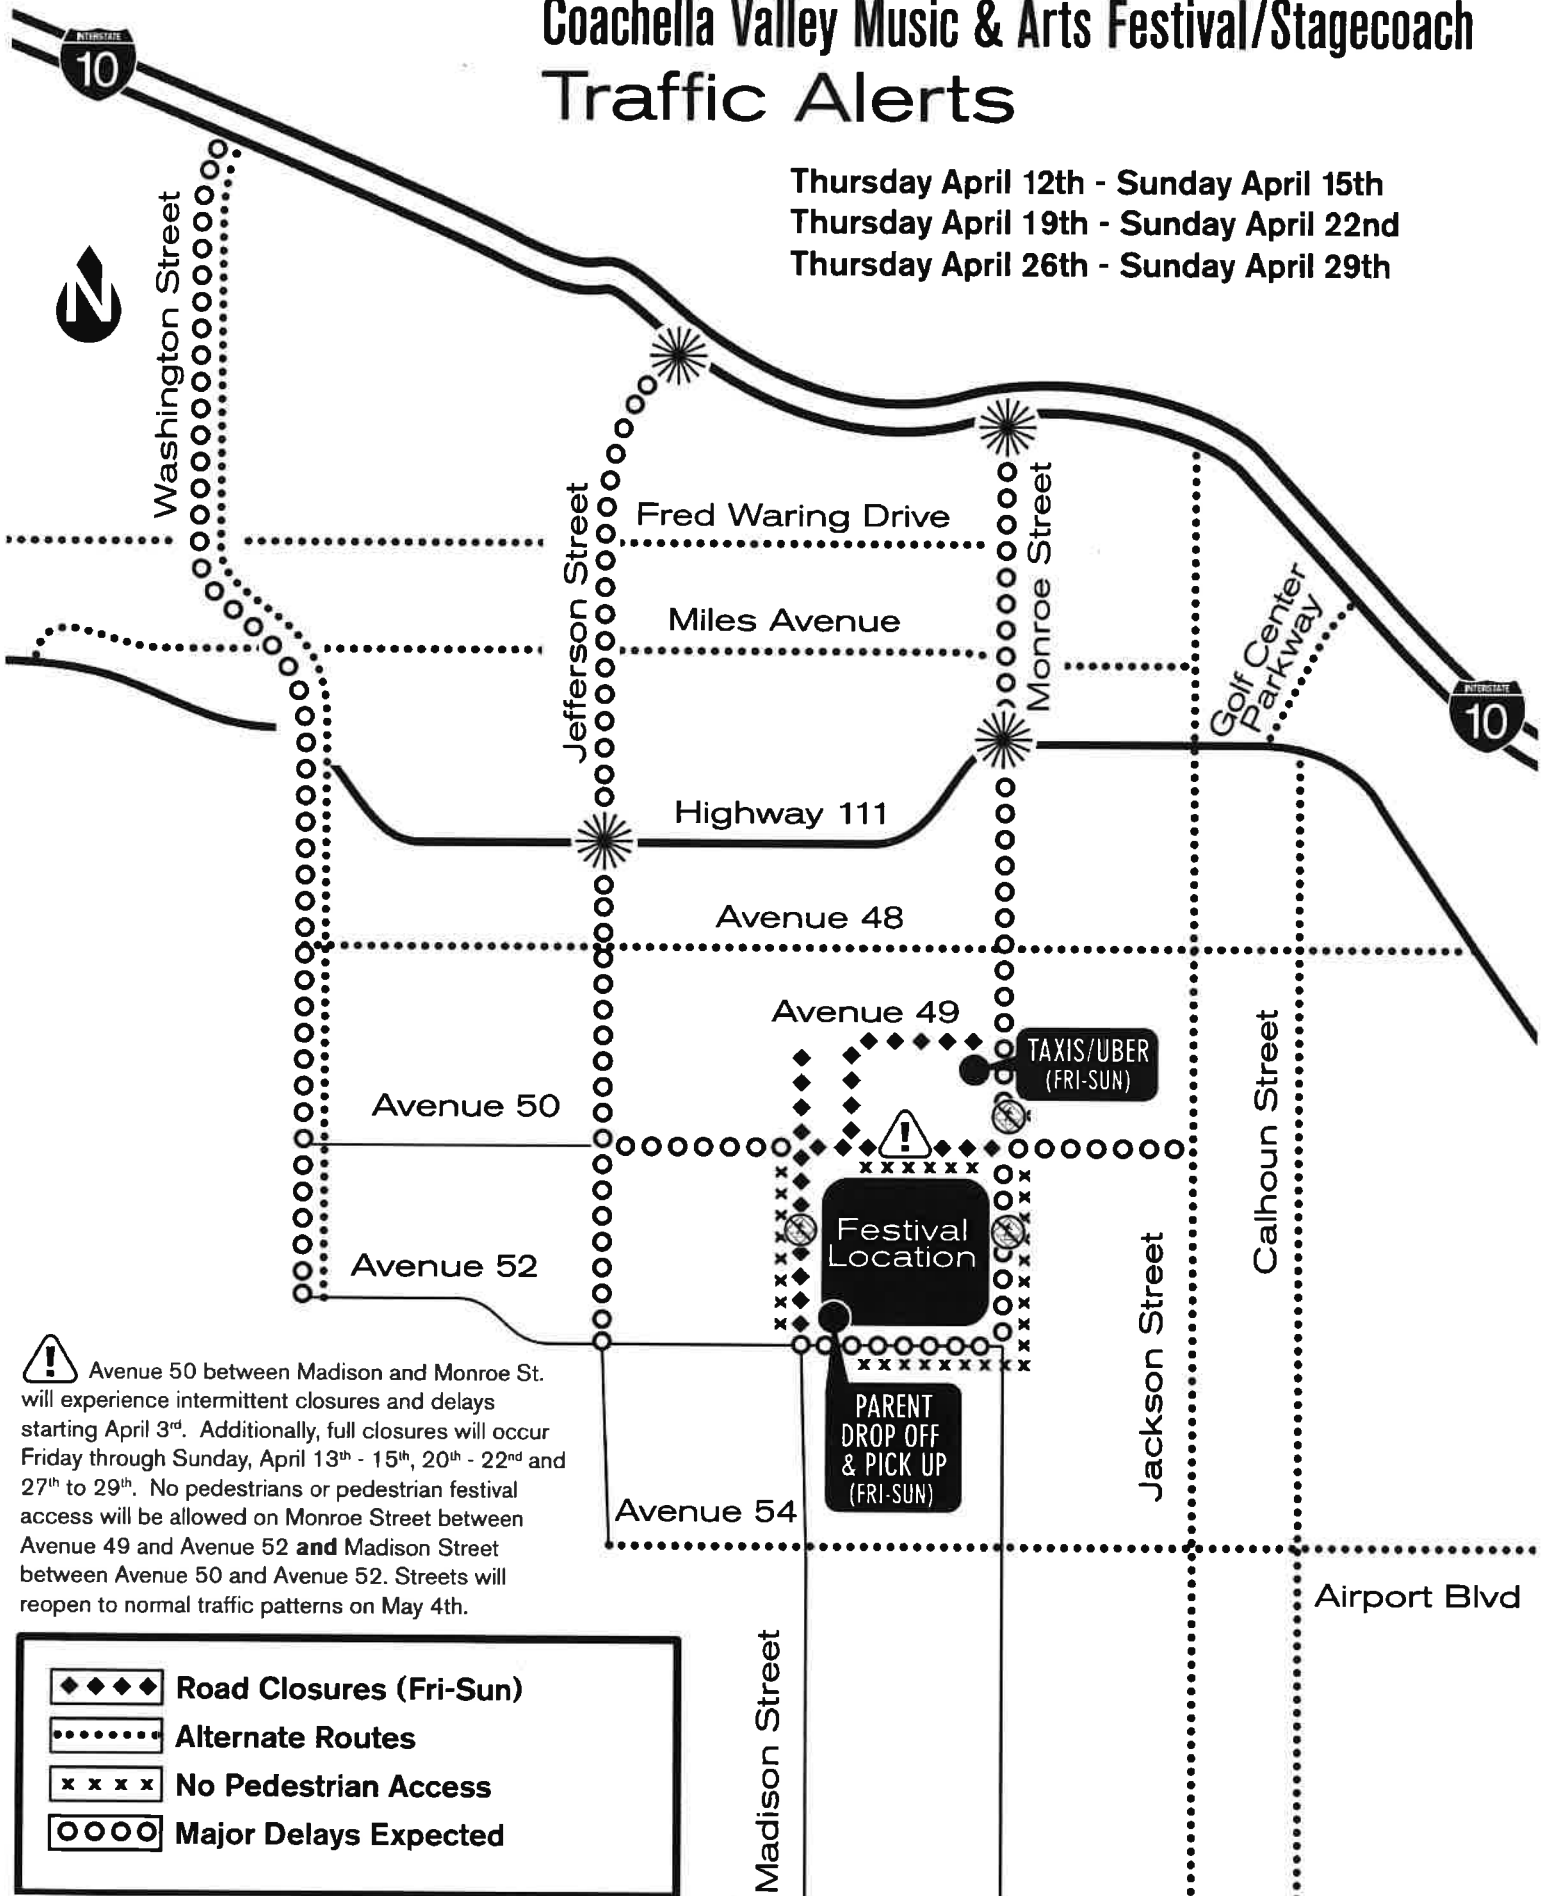 Coachella Valley Music & Arts Festival/Stagecoach
Traffic Alerts
INTERSTATE
10
Thursday April 12th - Sunday April 15th
Thursday April 19th - Sunday April 22nd
Thursday April 26th - Sunday April 29th
N
Washington Street
Jefferson Street
Fred Waring Drive
Monroe Street
Miles Avenue
Golf Center
Parkway
INTERSTATE
10
Highway 111
Avenue 48
Avenue 49
TAXIS/UBER
(FRI-SUN)
Avenue 50
!
Calhoun Street
Festival
Location
Avenue 52
Jackson Street
PARENT
DROP OFF
& PICK UP
(FRI-SUN)
Avenue 54
Airport Blvd
Madison Street
! Avenue 50 between Madison and Monroe St.
will experience intermittent closures and delays
starting April 3rd. Additionally, full closures will occur
Friday through Sunday, April 13th - 15th, 20th - 22nd and
27th to 29th. No pedestrians or pedestrian festival
access will be allowed on Monroe Street between
Avenue 49 and Avenue 52 and Madison Street
between Avenue 50 and Avenue 52. Streets will
reopen to normal traffic patterns on May 4th.
Road Closures (Fri-Sun)
Alternate Routes
x x x x No Pedestrian Access
Major Delays Expected